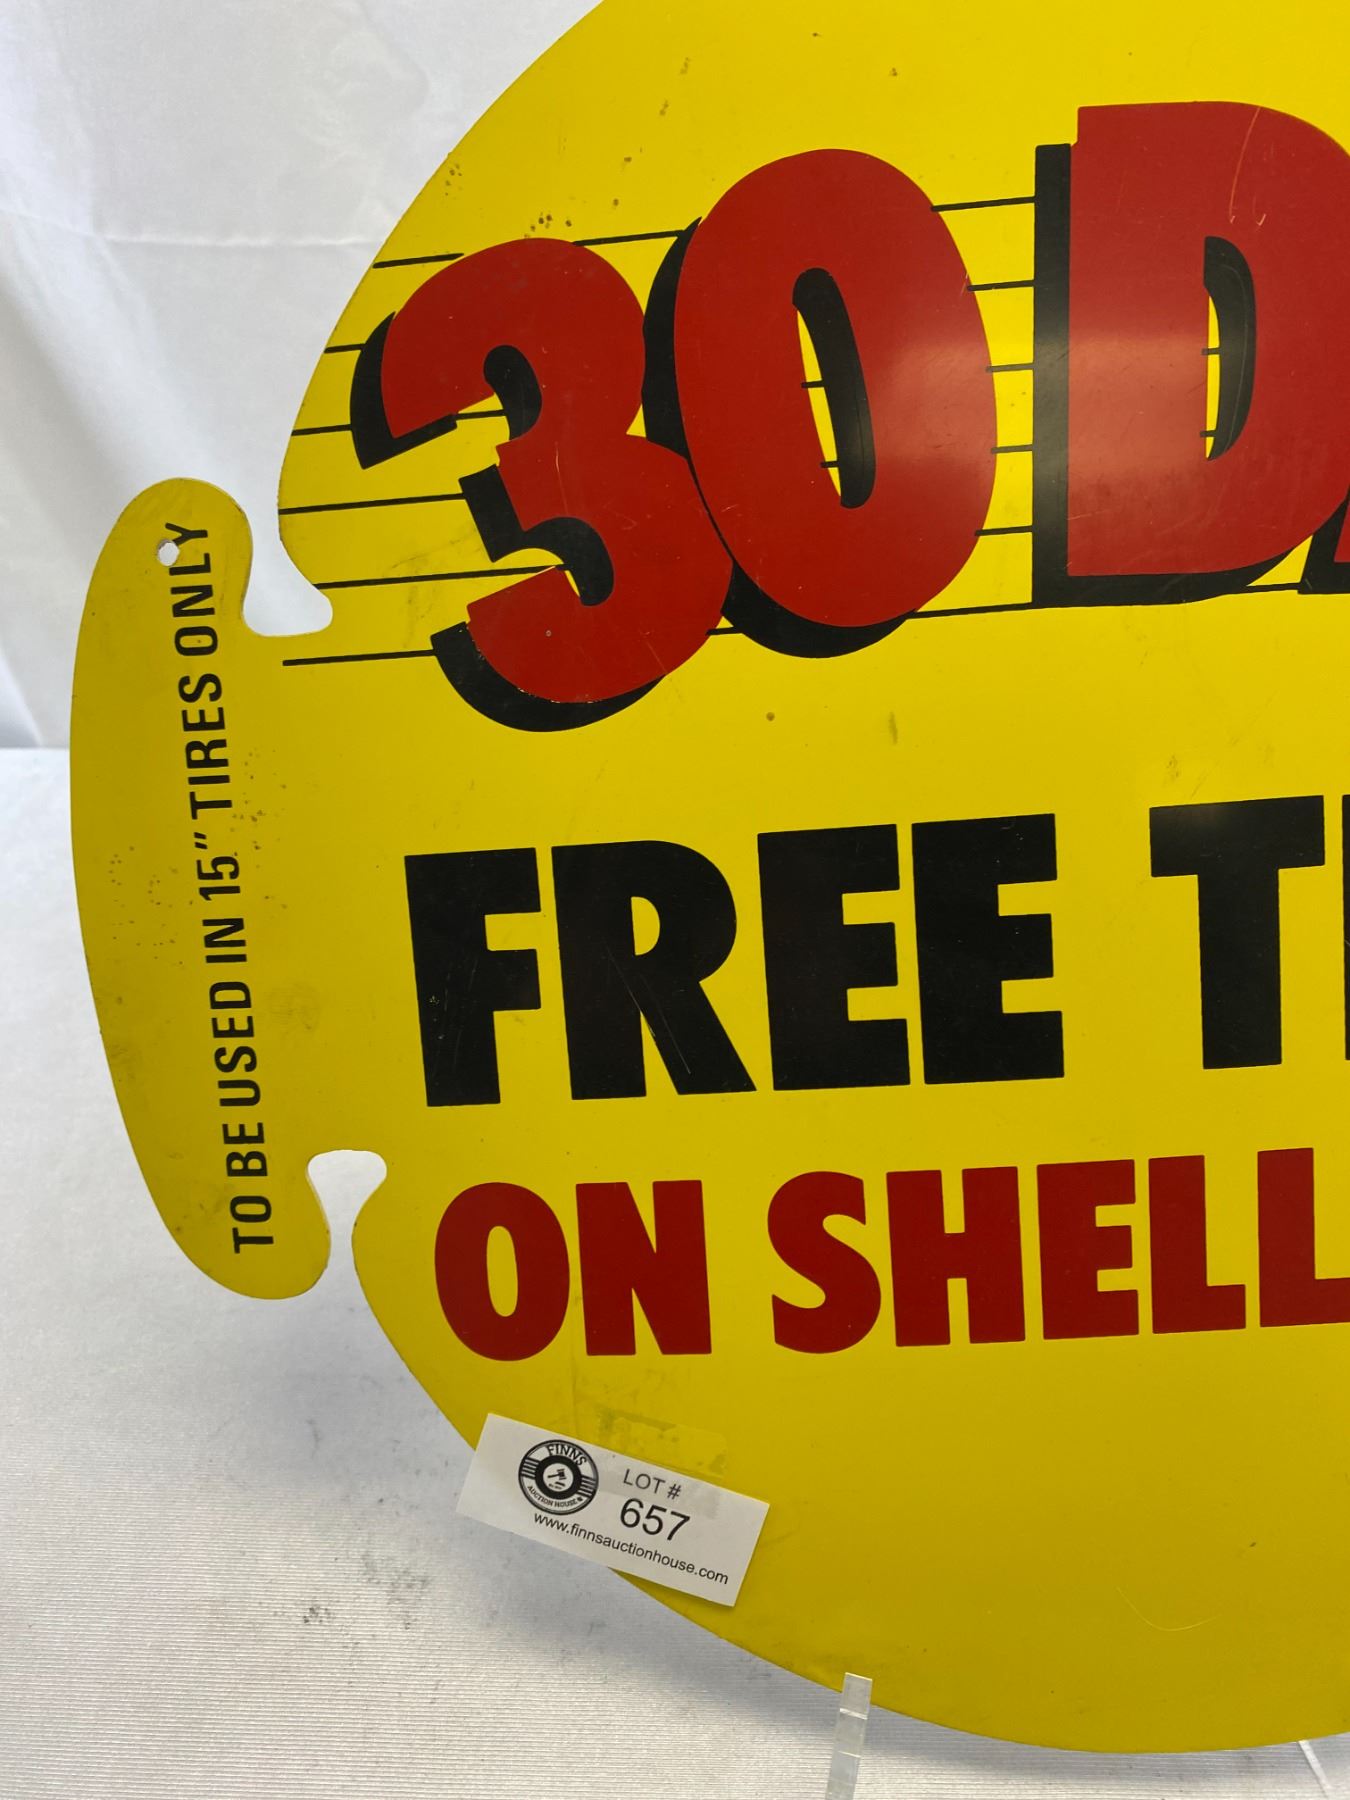 30 DA
FREE T
ON SHELL
TO BE USED IN 15" TIRES ONLY
FINNS
AUCTION HOUSE
LOT #
657
www.finnsauctionhouse.com